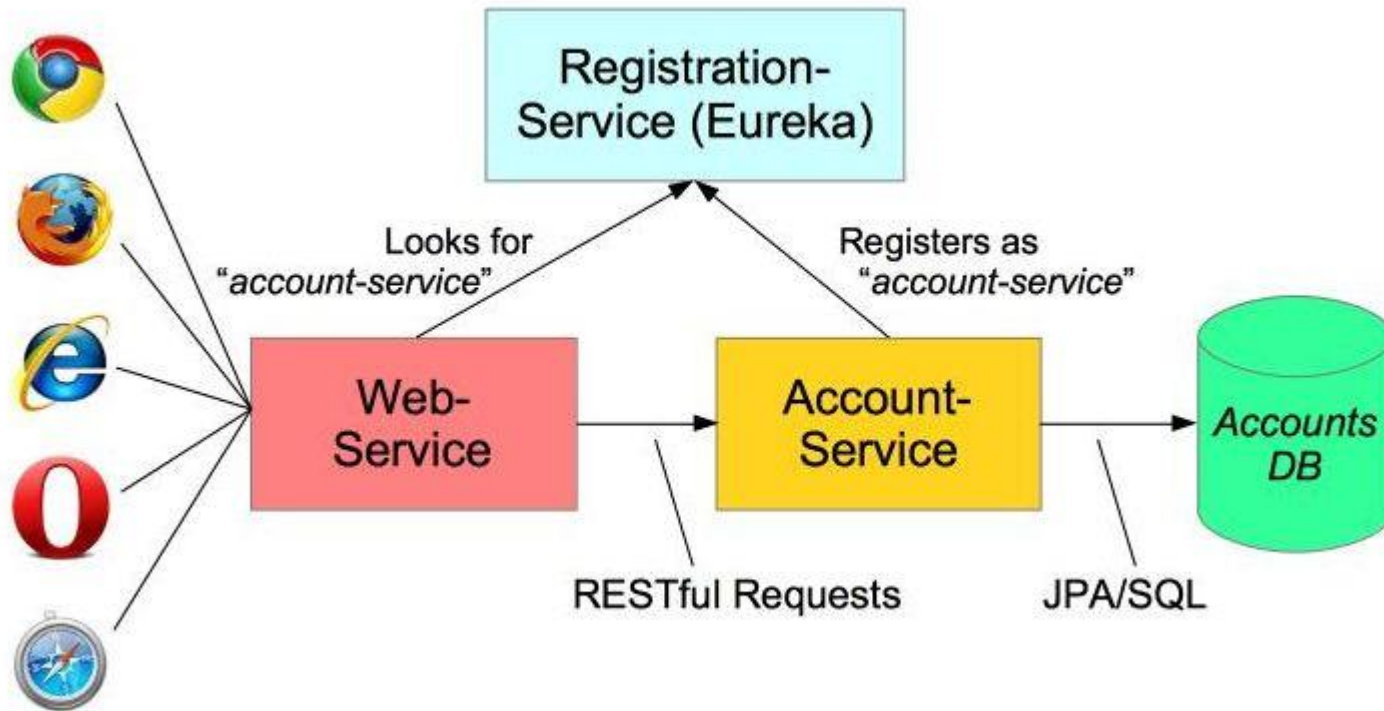 Registration-
Service (Eureka)
Looks for
“account-service”
Registers as
“account-service”
Web-
Service
Account-
Service
Accounts
DB
RESTful Requests
JPA/SQL